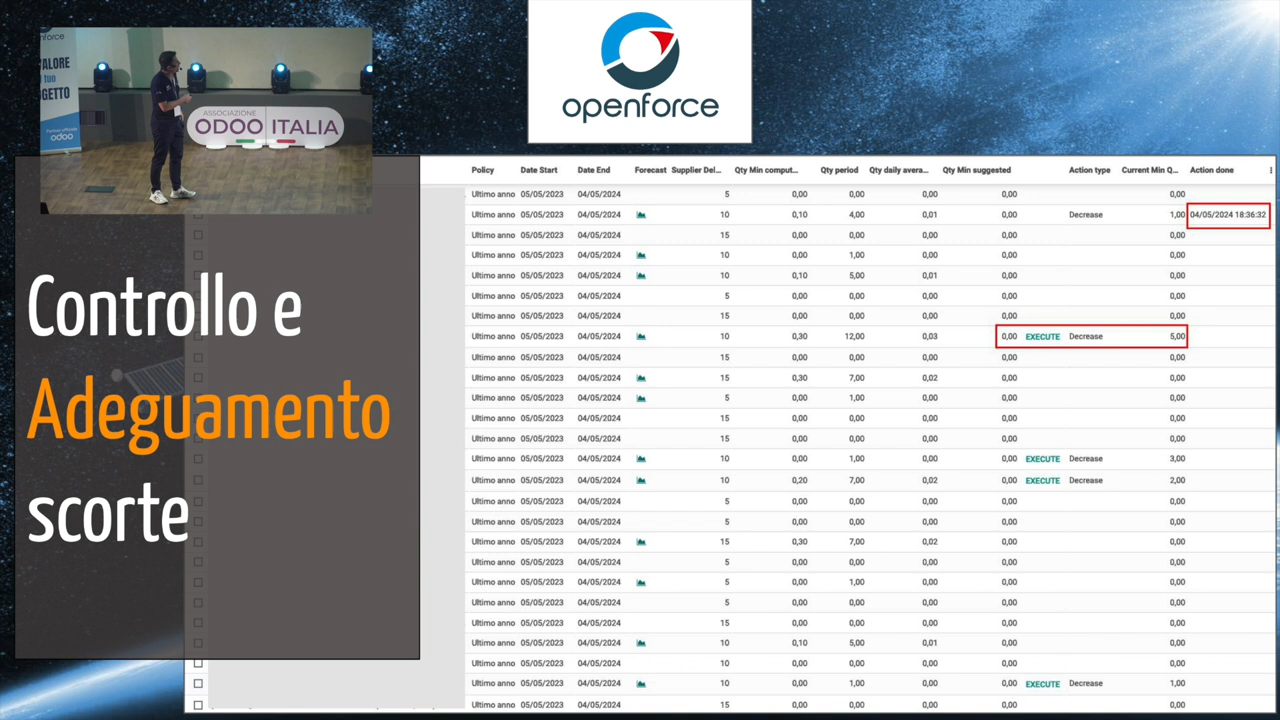 nforce
VALORE
l tuo
GETTO
Partner ufficiale
odoo
ASSOCIAZIONE
ODOO ITALIA
openforce
Controllo e
Adeguamento
scorte
Policy Date Start Date End Forecast Supplier Del... Qty Min comput... Qty period Qty daily avera... Qty Min suggested Action type Current Min Q... Action done
Ultimo anno 05/05/2023 04/05/2024 5 0,00 0,00 0,00 0,00 0,00
Ultimo anno 05/05/2023 04/05/2024 10 0,10 4,00 0,01 0,00 Decrease 1,00 04/05/2024 18:36:32
Ultimo anno 05/05/2023 04/05/2024 15 0,00 0,00 0,00 0,00 0,00
Ultimo anno 05/05/2023 04/05/2024 10 0,00 1,00 0,00 0,00 0,00
Ultimo anno 05/05/2023 04/05/2024 10 0,10 5,00 0,01 0,00 0,00
Ultimo anno 05/05/2023 04/05/2024 5 0,00 0,00 0,00 0,00 0,00
Ultimo anno 05/05/2023 04/05/2024 15 0,00 0,00 0,00 0,00 0,00
Ultimo anno 05/05/2023 04/05/2024 10 0,30 12,00 0,03 0,00 EXECUTE Decrease 5,00
Ultimo anno 05/05/2023 04/05/2024 15 0,00 0,00 0,00 0,00 0,00
Ultimo anno 05/05/2023 04/05/2024 15 0,30 7,00 0,02 0,00 0,00
Ultimo anno 05/05/2023 04/05/2024 5 0,00 1,00 0,00 0,00 0,00
Ultimo anno 05/05/2023 04/05/2024 15 0,00 0,00 0,00 0,00 0,00
Ultimo anno 05/05/2023 04/05/2024 15 0,00 0,00 0,00 0,00 0,00
Ultimo anno 05/05/2023 04/05/2024 10 0,00 1,00 0,00 0,00 EXECUTE Decrease 3,00
Ultimo anno 05/05/2023 04/05/2024 10 0,20 7,00 0,02 0,00 EXECUTE Decrease 2,00
Ultimo anno 05/05/2023 04/05/2024 5 0,00 0,00 0,00 0,00 0,00
Ultimo anno 05/05/2023 04/05/2024 5 0,00 0,00 0,00 0,00 0,00
Ultimo anno 05/05/2023 04/05/2024 15 0,30 7,00 0,02 0,00 0,00
Ultimo anno 05/05/2023 04/05/2024 5 0,00 0,00 0,00 0,00 0,00
Ultimo anno 05/05/2023 04/05/2024 5 0,00 1,00 0,00 0,00 0,00
Ultimo anno 05/05/2023 04/05/2024 5 0,00 0,00 0,00 0,00 0,00
Ultimo anno 05/05/2023 04/05/2024 15 0,00 0,00 0,00 0,00 0,00
Ultimo anno 05/05/2023 04/05/2024 10 0,10 5,00 0,01 0,00 0,00
Ultimo anno 05/05/2023 04/05/2024 10 0,00 0,00 0,00 0,00 0,00
Ultimo anno 05/05/2023 04/05/2024 10 0,00 1,00 0,00 0,00 EXECUTE Decrease 1,00
Ultimo anno 05/05/2023 04/05/2024 15 0,00 0,00 0,00 0,00 0,00